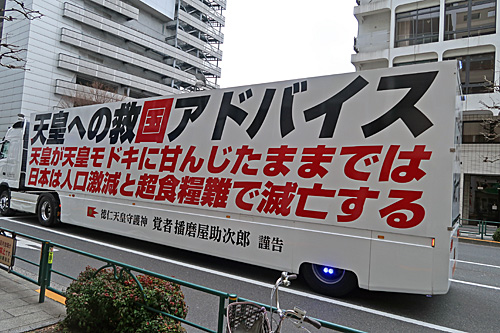 天皇への救国アドバイス
天皇が天皇モドキに甘んじたままでは
日本は人口激減と超食糧難で滅亡する
徳仁天皇守護神 覚者 播磨屋助次郎 謹告